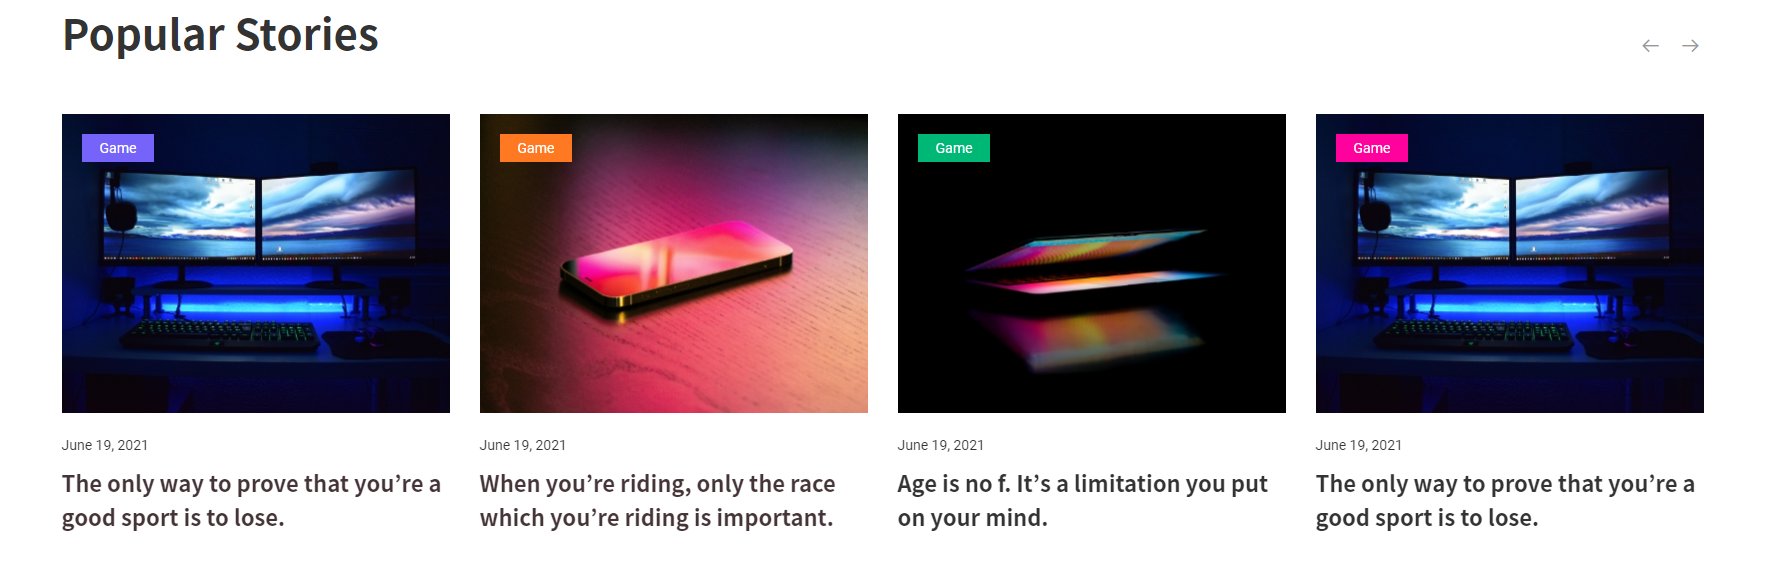 Popular Stories
Game
Game
Game
Game
June 19, 2021
The only way to prove that you’re a
good sport is to lose.
June 19, 2021
When you’re riding, only the race
which you’re riding is important.
June 19, 2021
Age is no f. It’s a limitation you put
on your mind.
June 19, 2021
The only way to prove that you’re a
good sport is to lose.